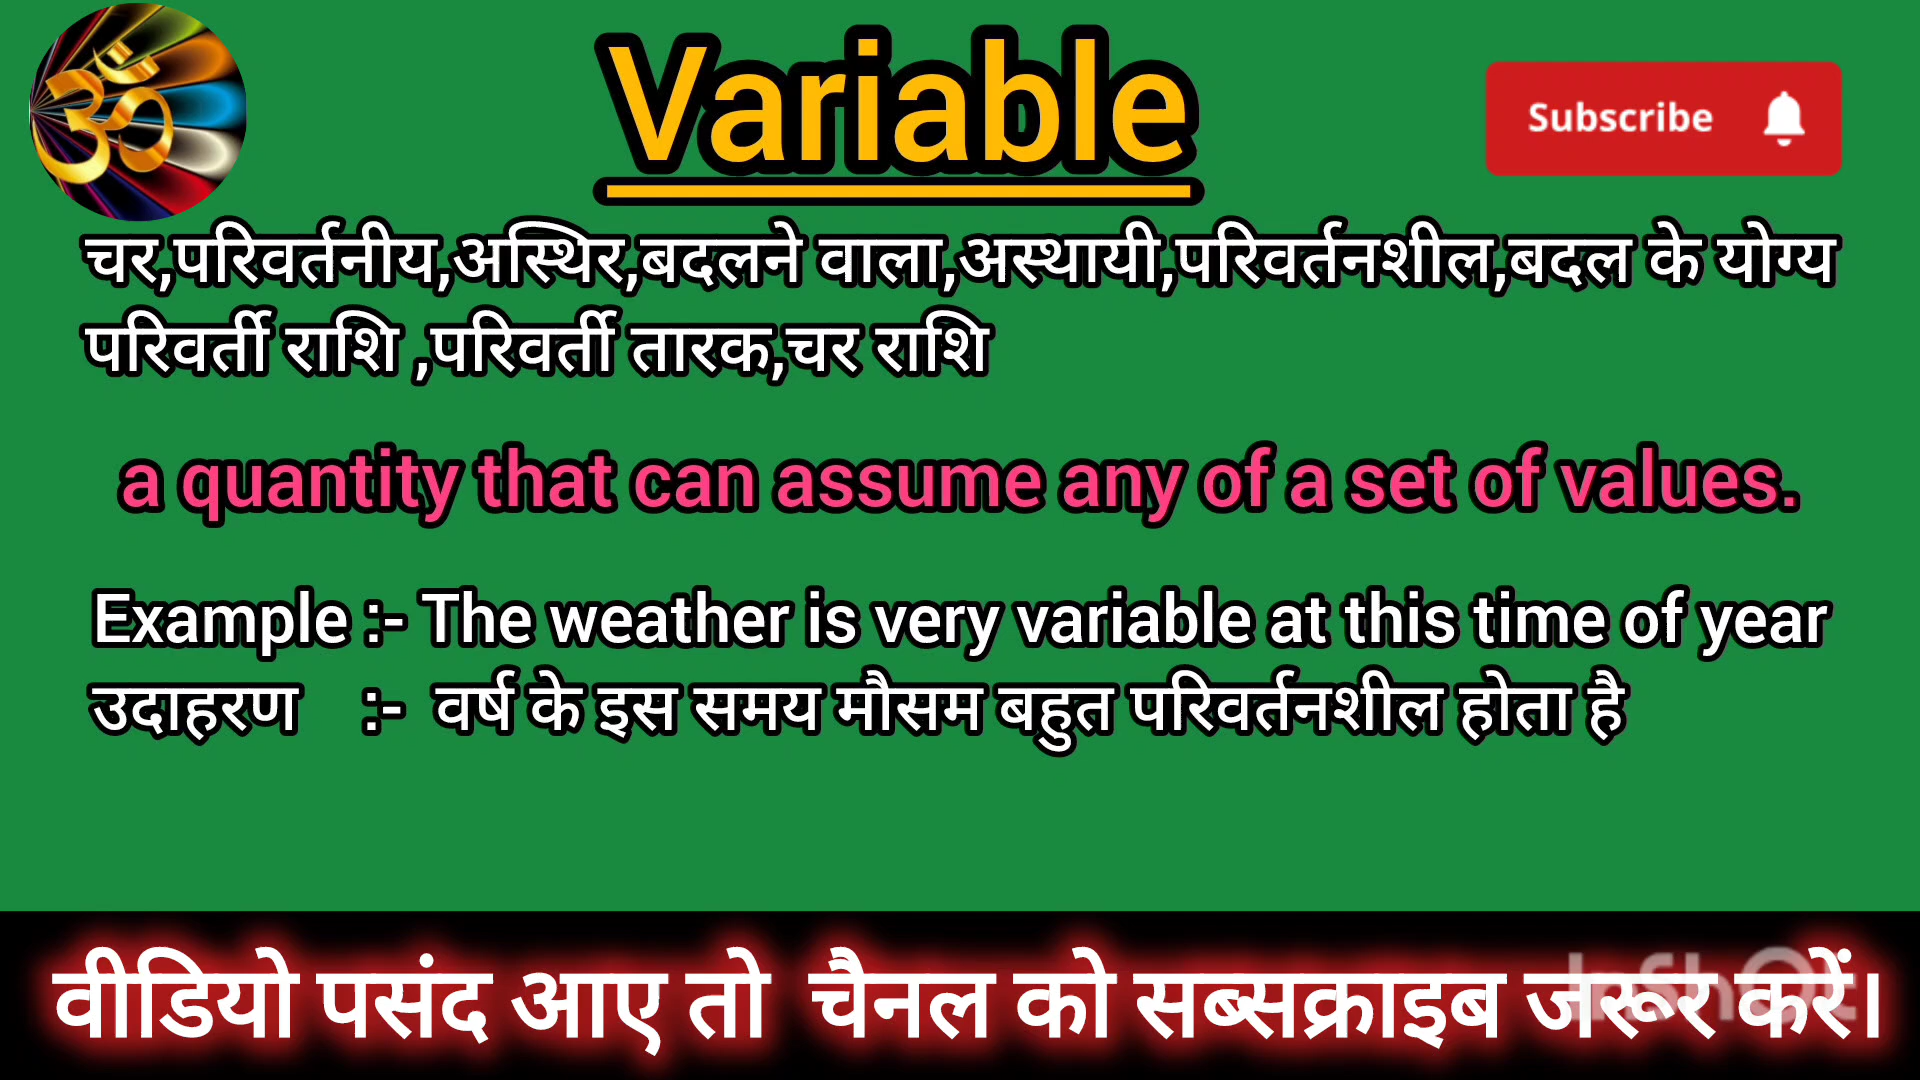 Variable
Subscribe
चर,परिवर्तनीय,अस्थिर,बदलने वाला,अस्थायी,परिवर्तनशील,बदल के योग्य
परिवर्ती राशि ,परिवर्ती तारक,चर राशि
a quantity that can assume any of a set of values.
Example :- The weather is very variable at this time of year
उदाहरण :- वर्ष के इस समय मौसम बहुत परिवर्तनशील होता है
वीडियो पसंद आए तो चैनल को सब्सक्राइब जरूर करें।
InShOt
ॐ